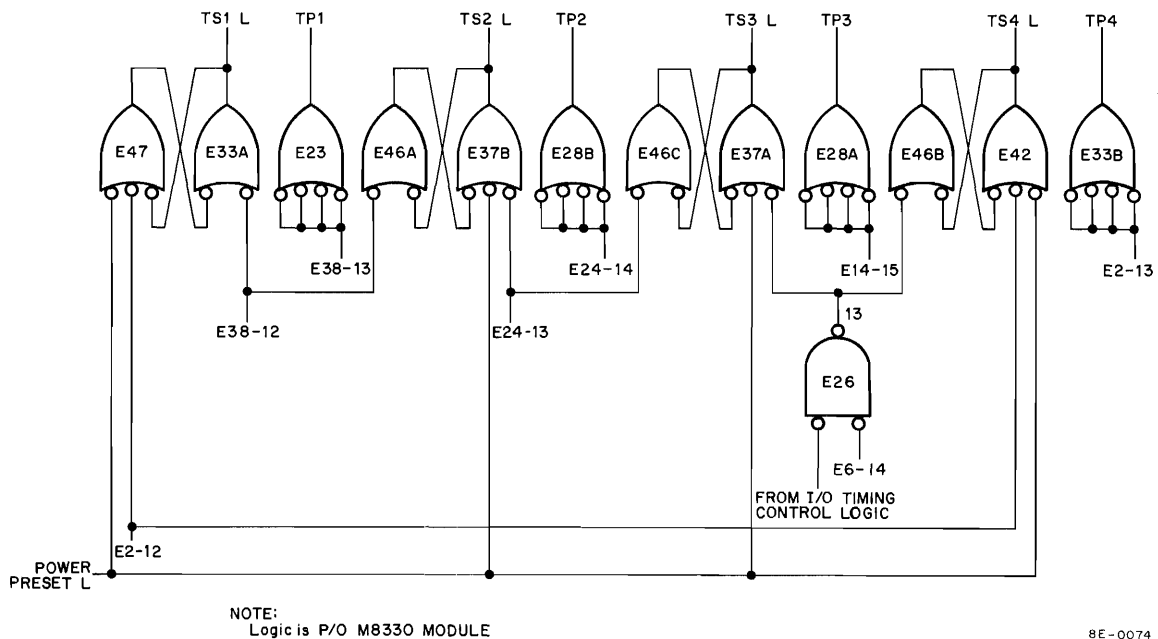 TS1 L TP1 TS2 L TP2 TS3 L TP3 TS4 L TP4
E47 E33A E23 E46A E37B E28B E46C E37A E28A E46B E42 E33B
E38-13 E24-14 E14-15 E2-13
E38-12 E24-13 13
E26
E6-14
FROM I/O TIMING
CONTROL LOGIC
E2-12
POWER
PRESET L
NOTE:
Logic is P/O M8330 MODULE
8E-0074